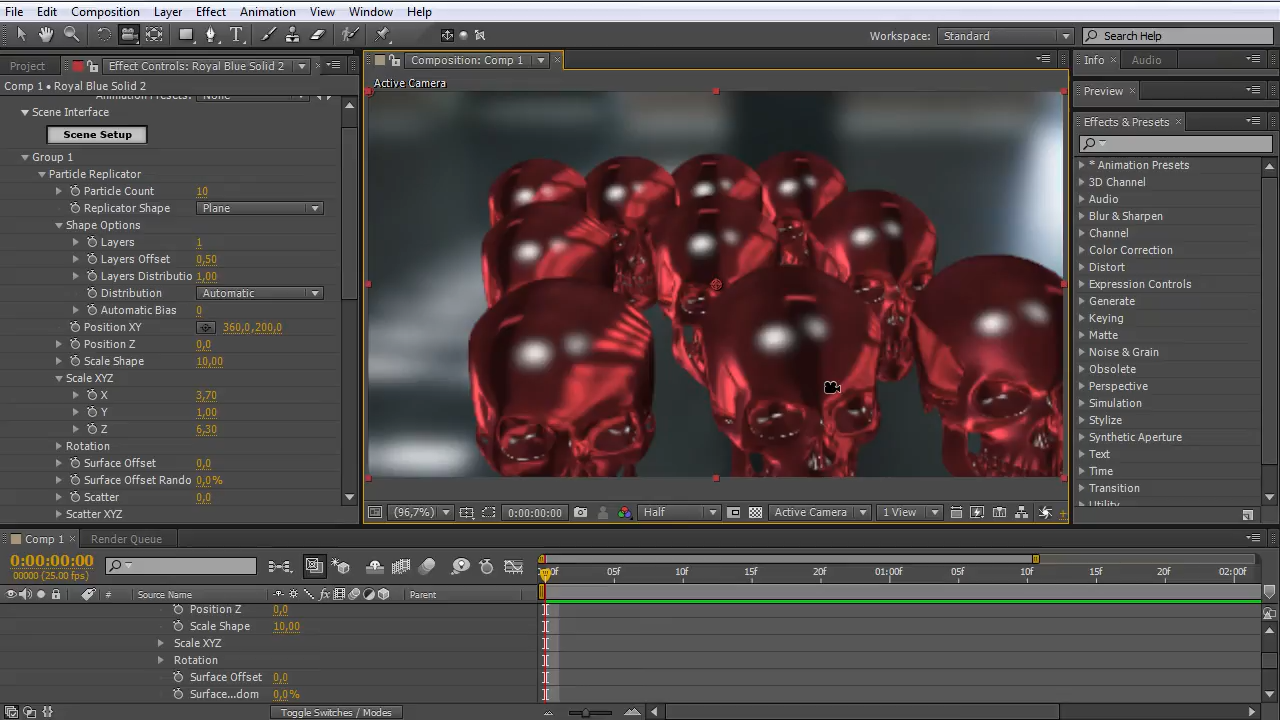 File Edit Composition Layer Effect Animation View Window Help
Workspace: Standard Search Help
Project Effect Controls: Royal Blue Solid 2
Composition: Comp 1
Info Audio
Comp 1 • Royal Blue Solid 2
Active Camera
Preview
Animation Presets: None
Scene Interface
Scene Setup
Group 1
Particle Replicator
Particle Count 10
Replicator Shape Plane
Shape Options
Layers 1
Layers Offset 0,50
Layers Distributio 1,00
Distribution Automatic
Automatic Bias 0
Position XY 360,0,200,0
Position Z 0,0
Scale Shape 10,00
Scale XYZ
X 3,70
Y 1,00
Z 6,30
Rotation
Surface Offset 0,0
Surface Offset Rando 0,0%
Scatter 0,0
Scatter XYZ
Effects & Presets
* Animation Presets
3D Channel
Audio
Blur & Sharpen
Channel
Color Correction
Distort
Expression Controls
Generate
Keying
Matte
Noise & Grain
Obsolete
Perspective
Simulation
Stylize
Synthetic Aperture
Text
Time
Transition
Utility
(96,7%) 0:00:00:00 Half Active Camera 1 View
Comp 1 Render Queue
0:00:00:00
00000 (25.00 fps)
:00f 05f 10f 15f 20f 01:00f 05f 10f 15f 20f 02:00f
# Source Name Parent
Position Z 0,0
Scale Shape 10,00
Scale XYZ
Rotation
Surface Offset 0,0
Surface...dom 0,0%
Toggle Switches / Modes